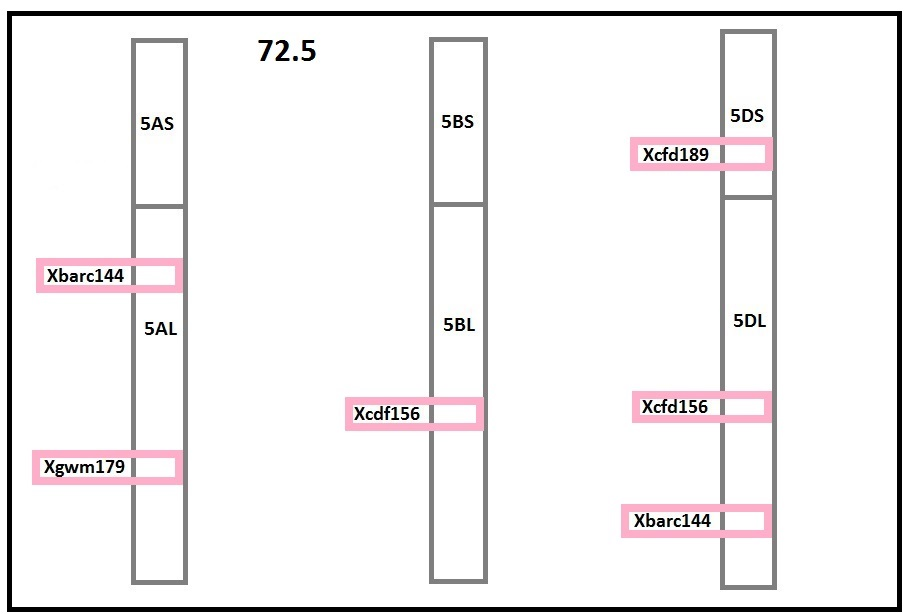 72.5
5AS
Xbarc144
5AL
Xgwm179
5BS
5BL
Xcdf156
5DS
Xcfd189
5DL
Xcfd156
Xbarc144